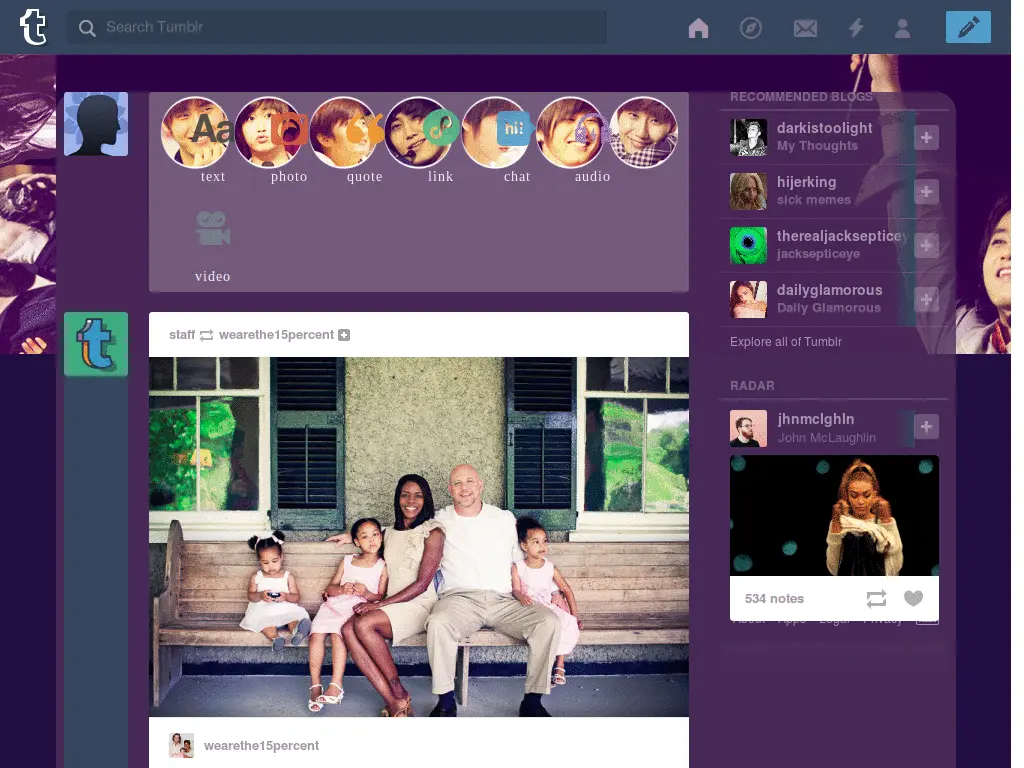 Search Tumblr
Aa
hi!
text
photo
quote
link
chat
audio
video
staff wearethe15percent
wearethe15percent
RECOMMENDED BLOGS
darkistoolight
My Thoughts
hijerking
sick memes
therealjackseptice
jacksepticeye
dailyglamorous
Daily Glamorous
Explore all of Tumblr
RADAR
jhnmclghln
John McLaughlin
534 notes
About Apps Legal Privacy